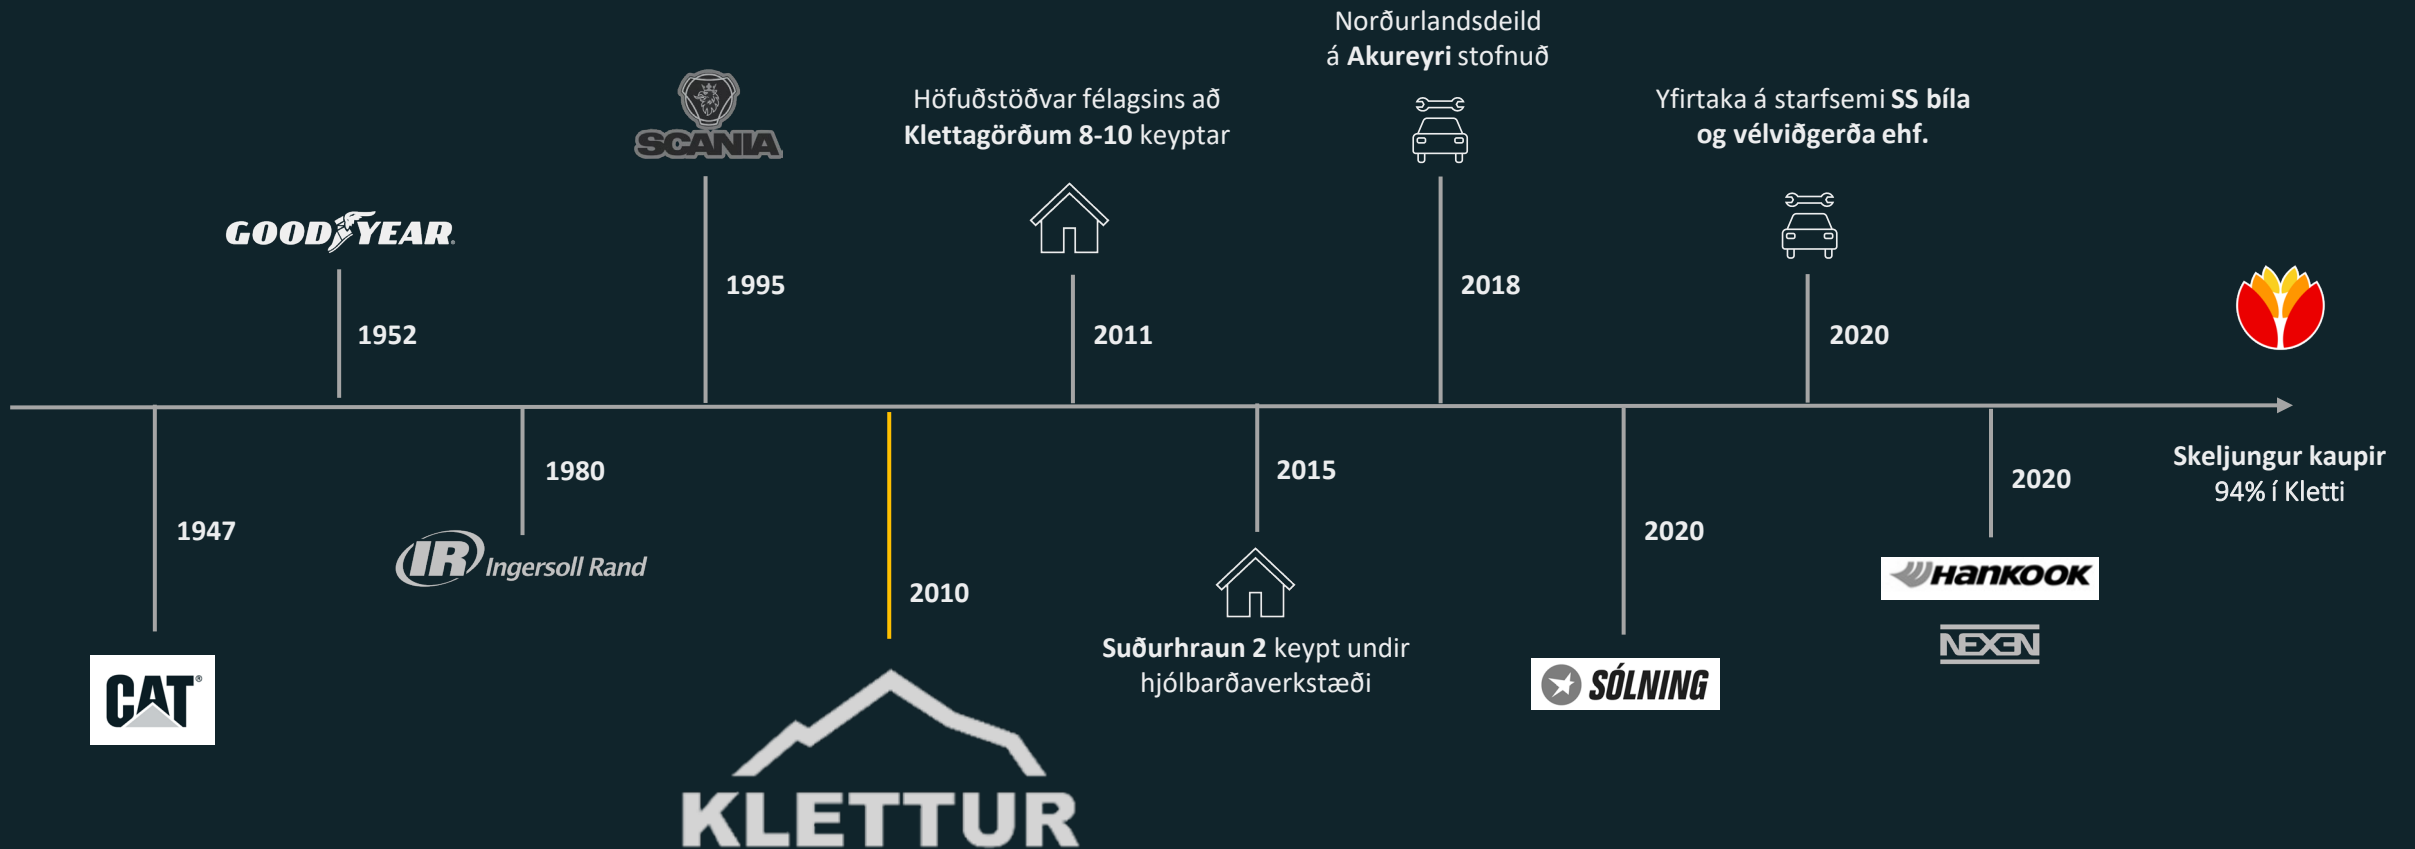 Norðurlandsdeild
á Akureyri stofnuð
SCANIA
Höfuðstöðvar félagsins að
Klettagörðum 8-10 keyptar
Yfirtaka á starfsemi SS bíla
og vélviðgerða ehf.
GOODYEAR
1995
2018
1952
2011
2020
1980
2015
2020
Skeljungur kaupir
94% í Kletti
1947
2020
IR Ingersoll Rand
2010
HANKOOK
NEXEN
Suðurhraun 2 keypt undir
hjólbarðaverkstæði
CAT®
SÓLNING
KLETTUR